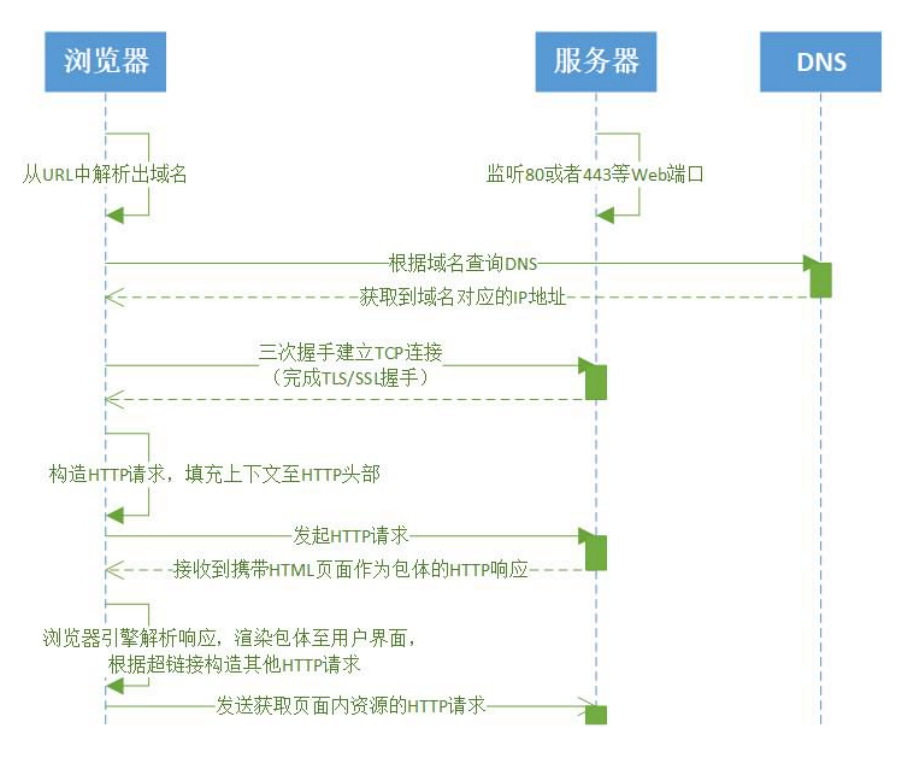 浏览器
服务器
DNS
从URL中解析出域名
监听80或者443等Web端口
根据域名查询DNS
获取到域名对应的IP地址
三次握手建立TCP连接
（完成TLS/SSL握手）
构造HTTP请求，填充上下文至HTTP头部
发起HTTP请求
接收到携带HTML页面作为包体的HTTP响应
浏览器引擎解析响应，渲染包体至用户界面，
根据超链接构造其他HTTP请求
发送获取页面内资源的HTTP请求